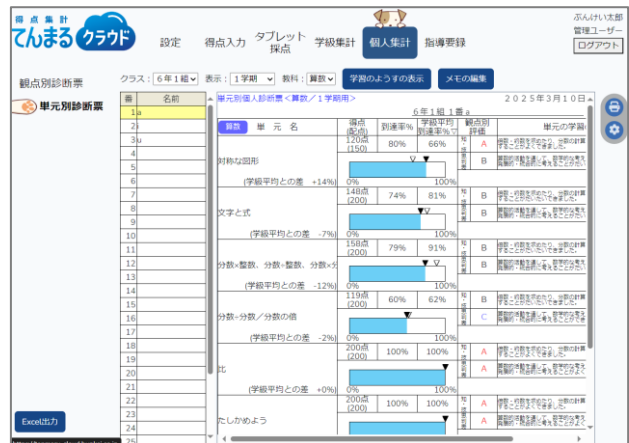 得点集計
てんまる クラウド
設定
得点入力
タブレット
採点
学級集計
個人集計
指導要録
ぶんけい太郎
管理ユーザー
ログアウト
観点別診断票
単元別診断票
クラス: 6年1組 表示: 1学期 教科: 算数 学習のようすの表示 メモの編集
番 名前
1 a
2 i
3 u
4
5
6
7
8
9
10
11
12
13
14
15
16
17
18
19
20
21
22
23
24
25
単元別個人診断票<算数/1学期用>
2025年3月10日
6年1組 1番 a
算数 単元名 得点(配点) 到達率% 学級平均到達率%▽ 観点別評価 単元の学習
対称な図形 120点(150) 80% 66% A B
(学級平均との差 +14%) 0% 100%
文字と式 148点(200) 74% 81% B B
(学級平均との差 -7%) 0% 100%
分数×整数、分数÷整数、分数×分 158点(200) 79% 91% B B
(学級平均との差 -12%) 0% 100%
分数÷分数/分数の倍 119点(200) 60% 62% B C
(学級平均との差 -2%) 0% 100%
比 200点(200) 100% 100% A A
(学級平均との差 +0%) 0% 100%
たしかめよう 200点(200) 100% 100% A A
Excel出力